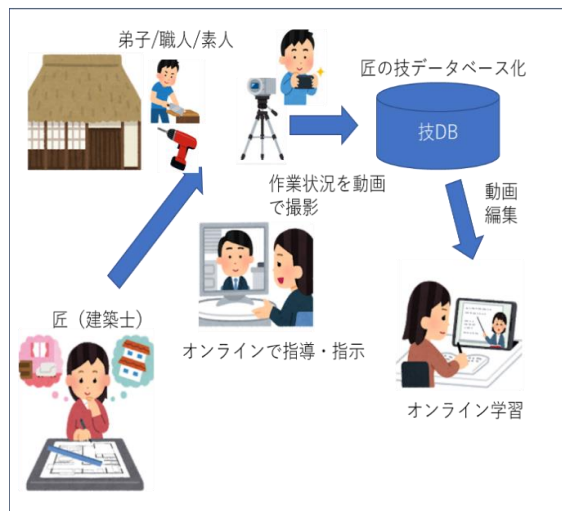 弟子/職人/素人
匠の技データベース化
技DB
作業状況を動画
で撮影
動画
編集
匠（建築士）
オンラインで指導・指示
オンライン学習